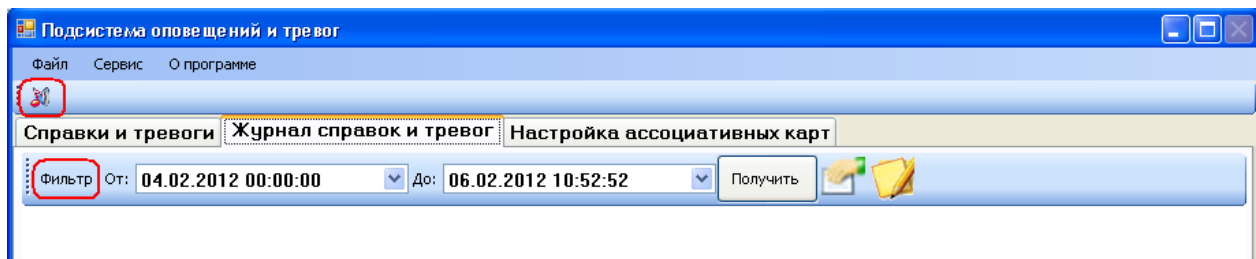 Подсистема оповещений и тревог
Файл Сервис О программе
Справки и тревоги Журнал справок и тревог Настройка ассоциативных карт
Фильтр От: 04.02.2012 00:00:00 До: 06.02.2012 10:52:52 Получить